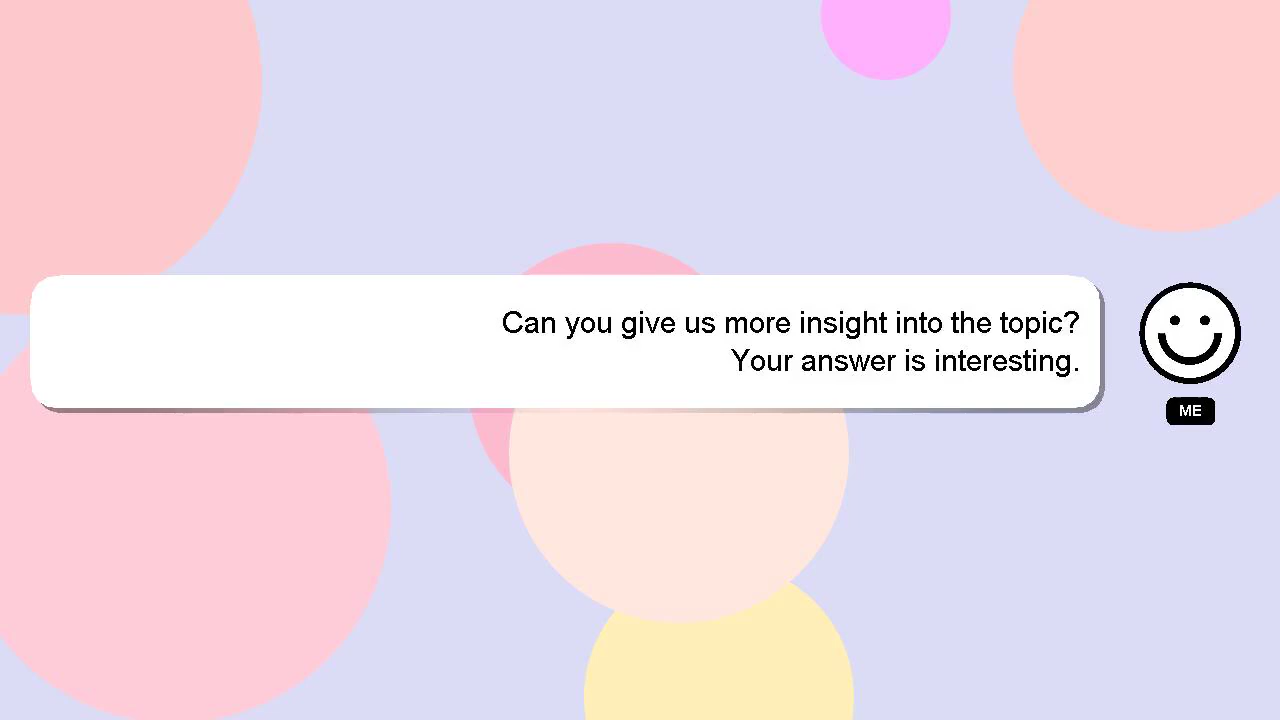 Can you give us more insight into the topic?
Your answer is interesting.
ME